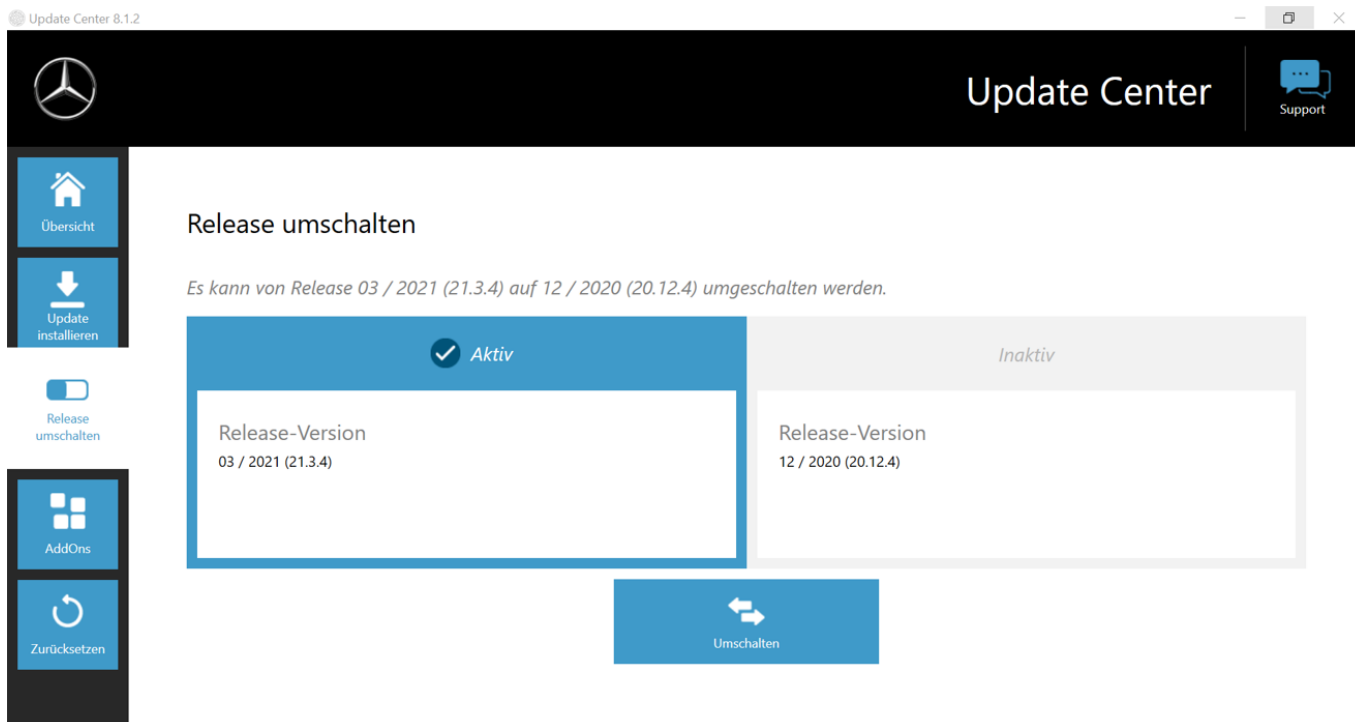 Update Center 8.1.2
Update Center
Support
Übersicht
Update
installieren
Release
umschalten
AddOns
Zurücksetzen
Release umschalten
Es kann von Release 03 / 2021 (21.3.4) auf 12 / 2020 (20.12.4) umgeschalten werden.
Aktiv
Inaktiv
Release-Version
03 / 2021 (21.3.4)
Release-Version
12 / 2020 (20.12.4)
Umschalten